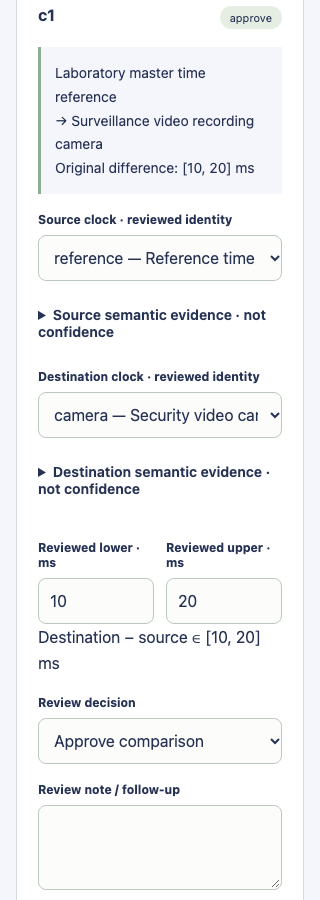 c1
approve
Laboratory master time
reference
→ Surveillance video recording
camera
Original difference: [10, 20] ms
Source clock · reviewed identity
reference — Reference time
▶ Source semantic evidence · not
confidence
Destination clock · reviewed identity
camera — Security video car
▶ Destination semantic evidence ·
not confidence
Reviewed lower ·
ms
Reviewed upper ·
ms
10
20
Destination − source ∈ [10, 20]
ms
Review decision
Approve comparison
Review note / follow-up